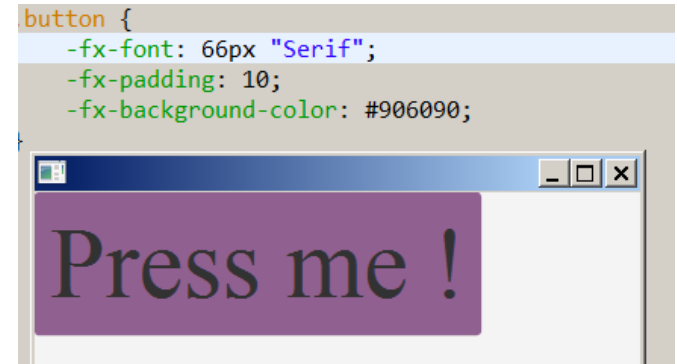 .button {
-fx-font: 66px "Serif";
-fx-padding: 10;
-fx-background-color: #906090;
}
Press me !